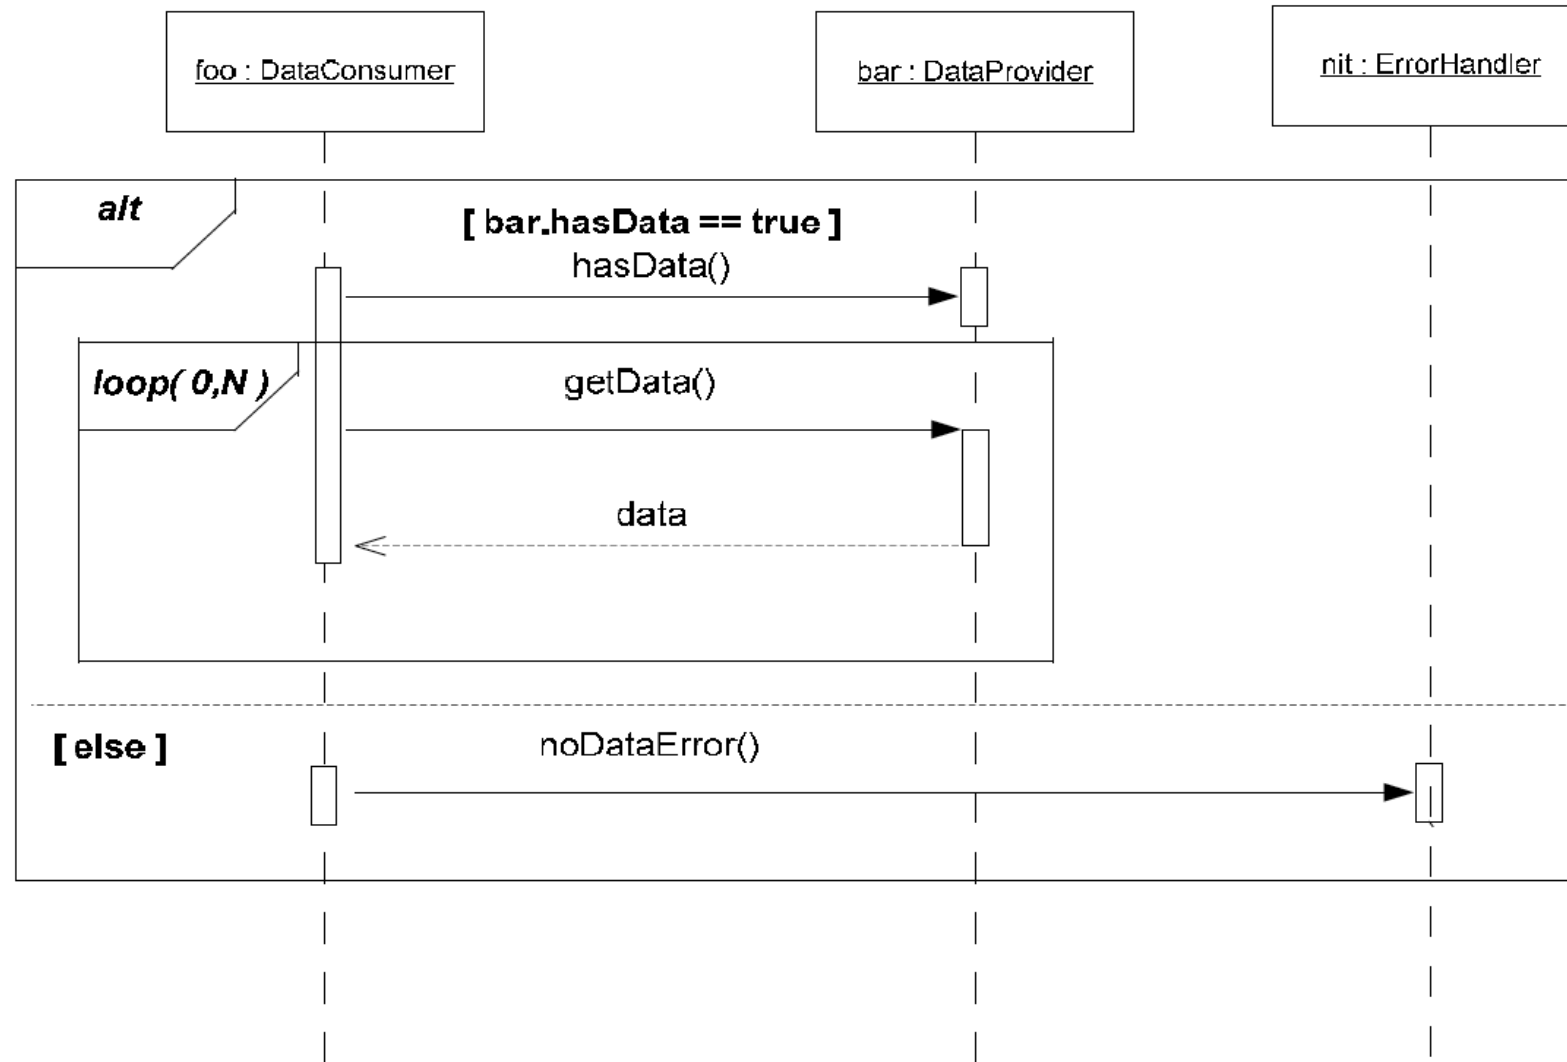 foo : DataConsumer
bar : DataProvider
nit : ErrorHandler
alt
[ bar.hasData == true ]
hasData()
loop( 0,N )
getData()
data
[ else ]
noDataError()